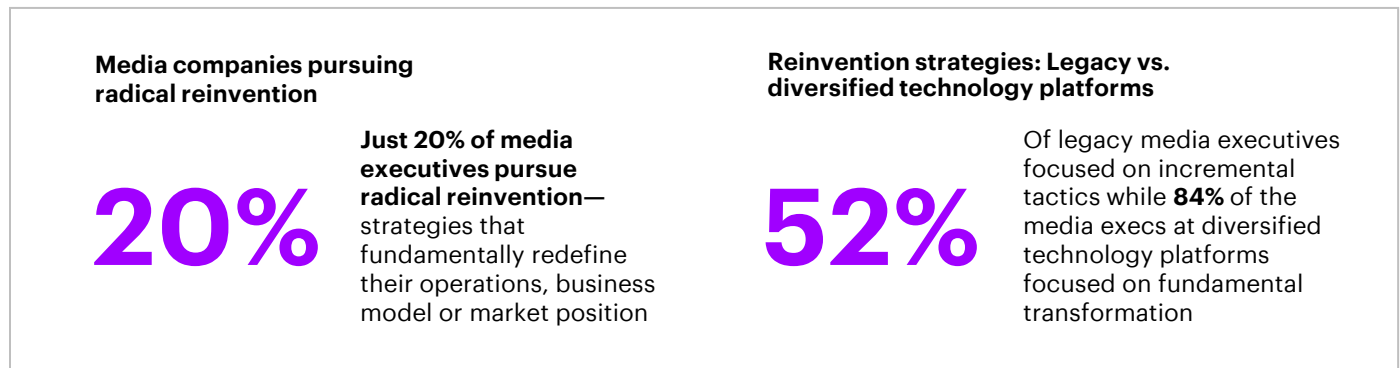 Media companies pursuing
radical reinvention
20%
Just 20% of media
executives pursue
radical reinvention—
strategies that
fundamentally redefine
their operations, business
model or market position
Reinvention strategies: Legacy vs.
diversified technology platforms
52%
Of legacy media executives
focused on incremental
tactics while 84% of the
media execs at diversified
technology platforms
focused on fundamental
transformation